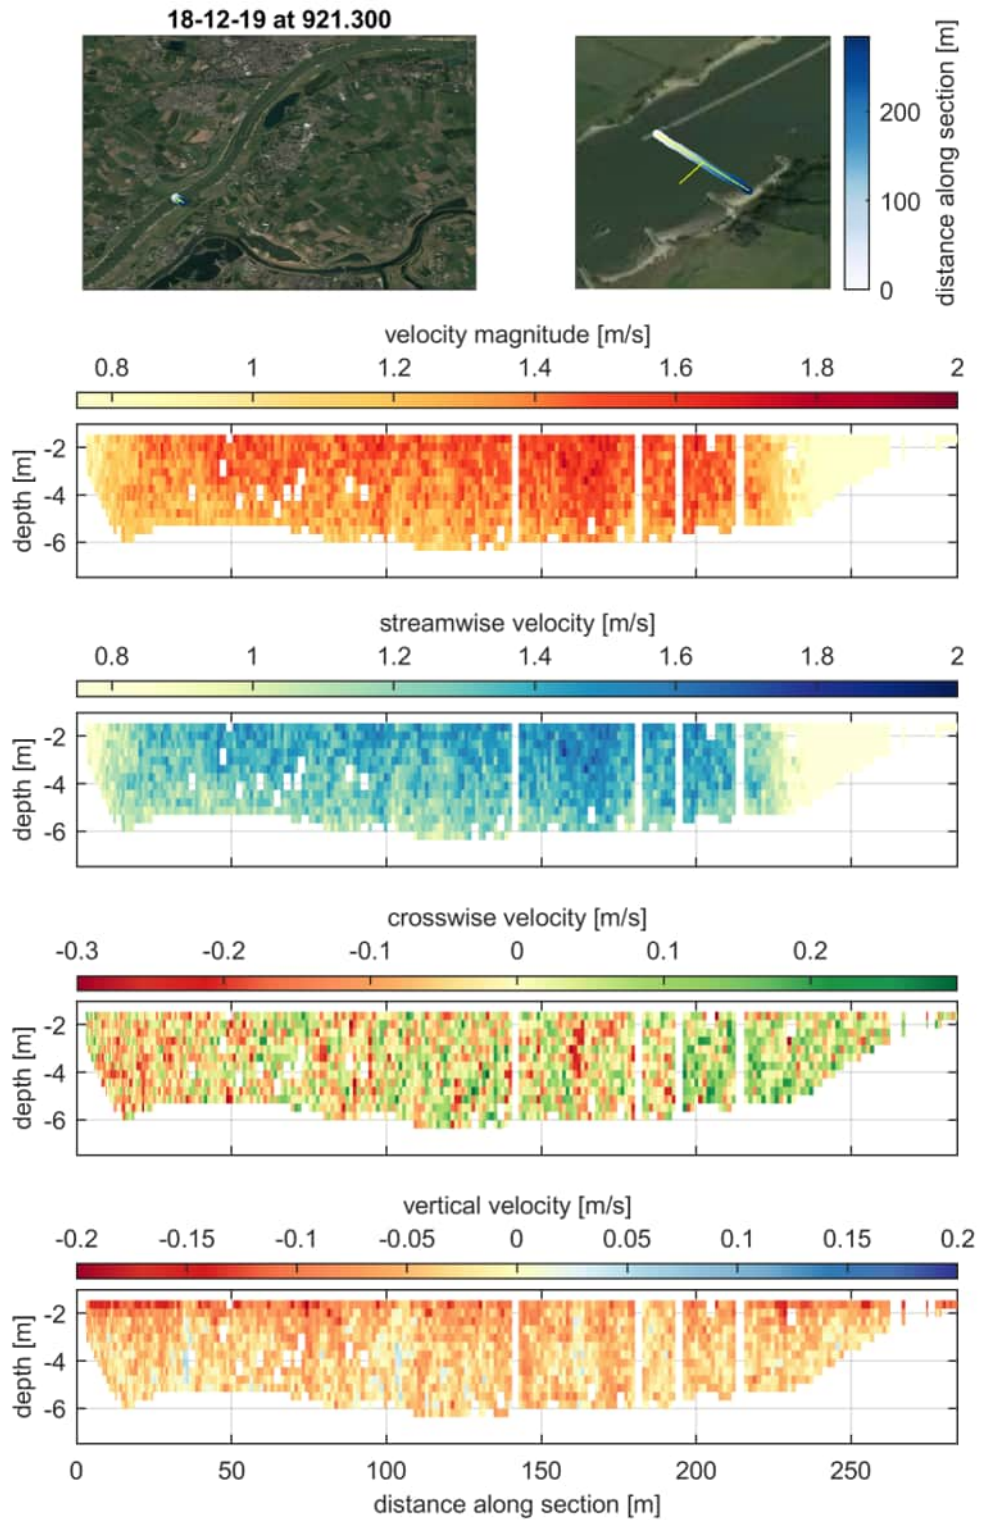 18-12-19 at 921.300
200
100
0
distance along section [m]
velocity magnitude [m/s]
0.8 1 1.2 1.4 1.6 1.8 2
-2
-4
-6
depth [m]
streamwise velocity [m/s]
0.8 1 1.2 1.4 1.6 1.8 2
-2
-4
-6
depth [m]
crosswise velocity [m/s]
-0.3 -0.2 -0.1 0 0.1 0.2
-2
-4
-6
depth [m]
vertical velocity [m/s]
-0.2 -0.15 -0.1 -0.05 0 0.05 0.1 0.15 0.2
-2
-4
-6
depth [m]
0 50 100 150 200 250
distance along section [m]